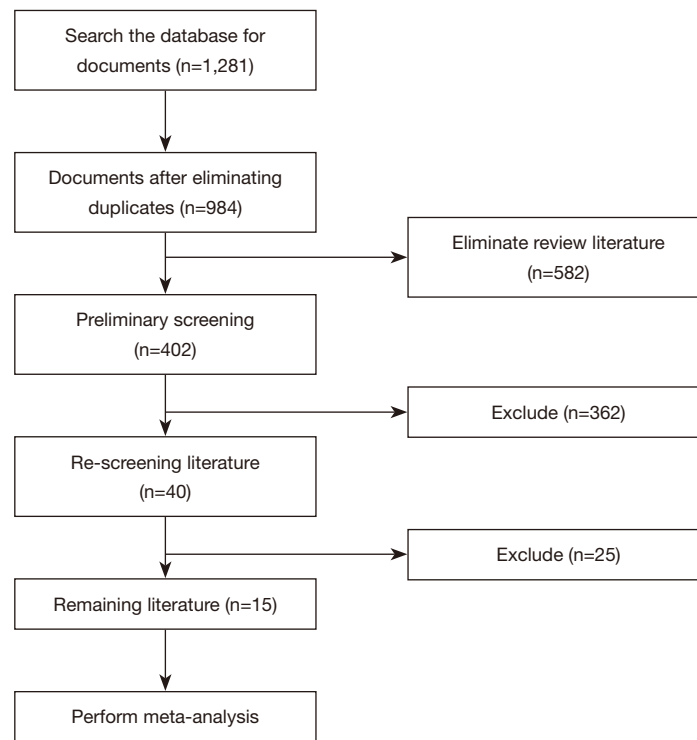 Search the database for
documents (n=1,281)
Documents after eliminating
duplicates (n=984)
Eliminate review literature
(n=582)
Preliminary screening
(n=402)
Exclude (n=362)
Re-screening literature
(n=40)
Exclude (n=25)
Remaining literature (n=15)
Perform meta-analysis